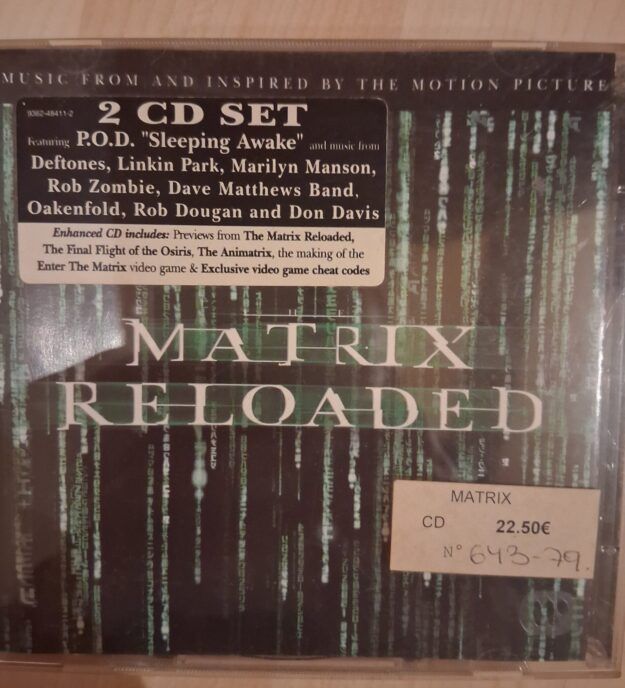 MUSIC FROM AND INSPIRED BY THE MOTION PICTURE
9362-48411-2
2 CD SET
Featuring P.O.D. "Sleeping Awake" and music from
Deftones, Linkin Park, Marilyn Manson,
Rob Zombie, Dave Matthews Band,
Oakenfold, Rob Dougan and Don Davis
Enhanced CD includes: Previews from The Matrix Reloaded,
The Final Flight of the Osiris, The Animatrix, the making of the
Enter The Matrix video game & Exclusive video game cheat codes
THE
MATRIX
RELOADED
MATRIX
CD 22.50€
N° 643-79.